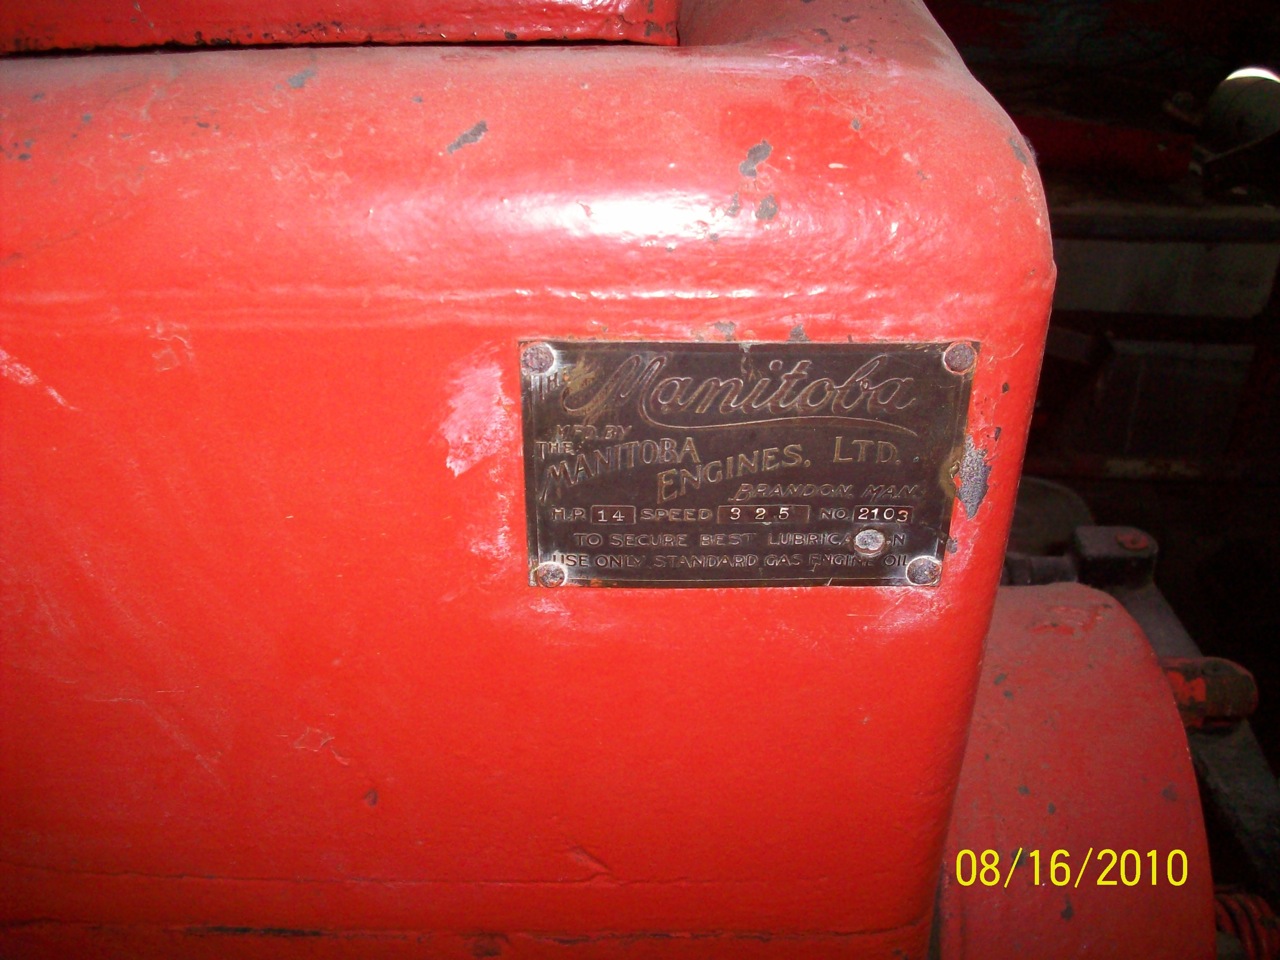 THE Manitoba
MFD. BY
THE
MANITOBA
ENGINES, LTD.
BRANDON, MAN.
H.P. 14 SPEED 325 NO. 2103
TO SECURE BEST
USE ONLY STANDARD GAS ENGINE OIL
08/16/2010